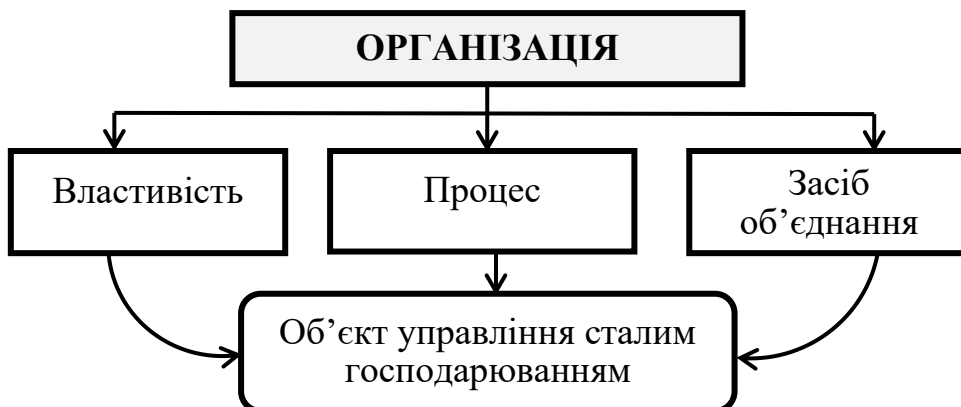 ОРГАНІЗАЦІЯ
Властивість
Процес
Засіб
об’єднання
Об’єкт управління сталим
господарюванням